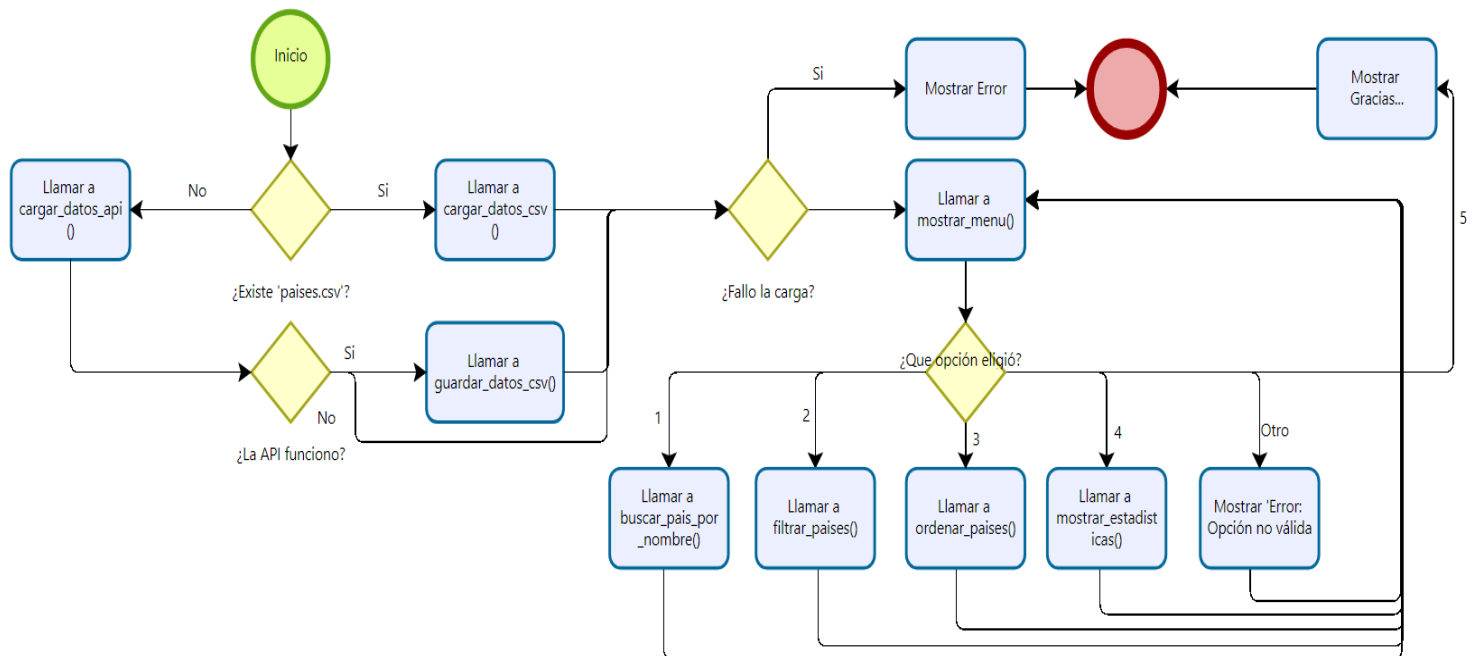 Inicio
Si
Mostrar Error
Mostrar
Gracias...
Llamar a
cargar_datos_api
()
No
Si
Llamar a
cargar_datos_csv
()
Llamar a
mostrar_menu()
5
¿Existe 'paises.csv'?
¿Fallo la carga?
Si
Llamar a
guardar_datos_csv()
No
¿La API funciono?
¿Que opción eligió?
1
2
3
4
Otro
Llamar a
buscar_pais_por
_nombre()
Llamar a
filtrar_paises()
Llamar a
ordenar_paises()
Llamar a
mostrar_estadist
icas()
Mostrar 'Error:
Opción no válida